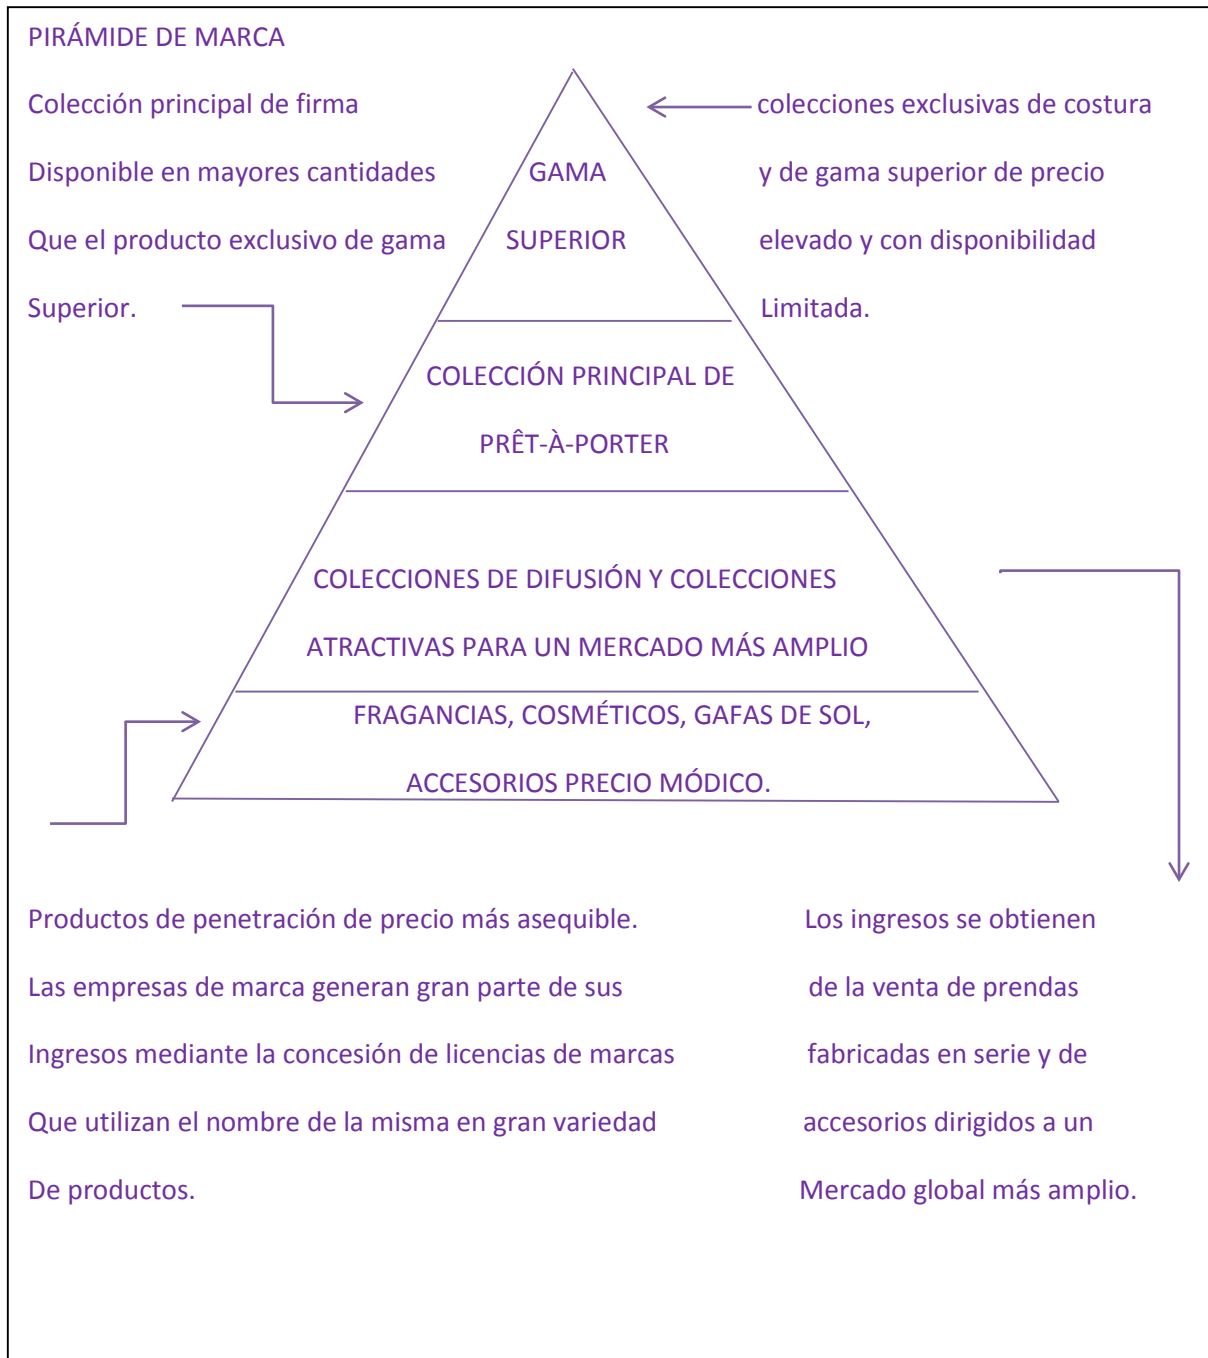 PIRÁMIDE DE MARCA
Colección principal de firma
Disponible en mayores cantidades
Que el producto exclusivo de gama
Superior.
colecciones exclusivas de costura
y de gama superior de precio
elevado y con disponibilidad
Limitada.
GAMA
SUPERIOR
COLECCIÓN PRINCIPAL DE
PRÊT-À-PORTER
COLECCIONES DE DIFUSIÓN Y COLECCIONES
ATRACTIVAS PARA UN MERCADO MÁS AMPLIO
FRAGANCIAS, COSMÉTICOS, GAFAS DE SOL,
ACCESORIOS PRECIO MÓDICO.
Productos de penetración de precio más asequible.
Las empresas de marca generan gran parte de sus
Ingresos mediante la concesión de licencias de marcas
Que utilizan el nombre de la misma en gran variedad
De productos.
Los ingresos se obtienen
de la venta de prendas
fabricadas en serie y de
accesorios dirigidos a un
Mercado global más amplio.